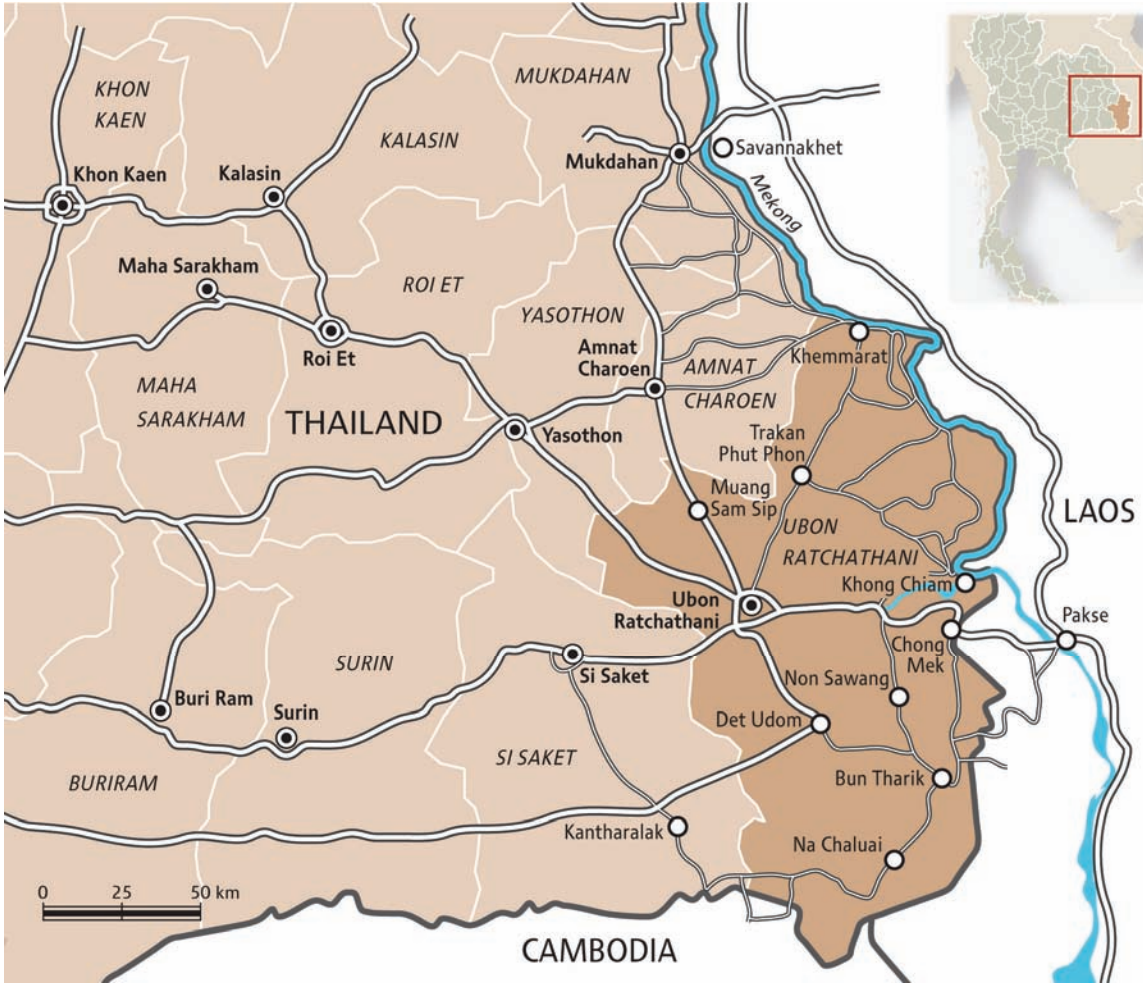 KHON
KAEN
MUKDAHAN
KALASIN
Mukdahan
Savannakhet
Khon Kaen
Kalasin
Mekong
Maha Sarakham
ROI ET
YASOTHON
Roi Et
Amnat
Charoen
AMNAT
CHAROEN
Khemmarat
MAHA
SARAKHAM
THAILAND
Yasothon
Trakan
Phut Phon
Muang
Sam Sip
LAOS
UBON
RATCHATHANI
Khong Chiam
Ubon
Ratchathani
Pakse
Chong
Mek
SURIN
Si Saket
Non Sawang
Buri Ram
Surin
Det Udom
SI SAKET
BURIRAM
Bun Tharik
Kantharalak
Na Chaluai
0 25 50 km
CAMBODIA